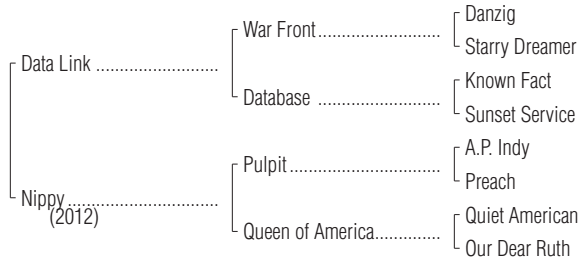 Danzig
War Front
Starry Dreamer
Data Link
Known Fact
Database
Sunset Service
A.P. Indy
Pulpit
Preach
Nippy
(2012)
Quiet American
Queen of America
Our Dear Ruth